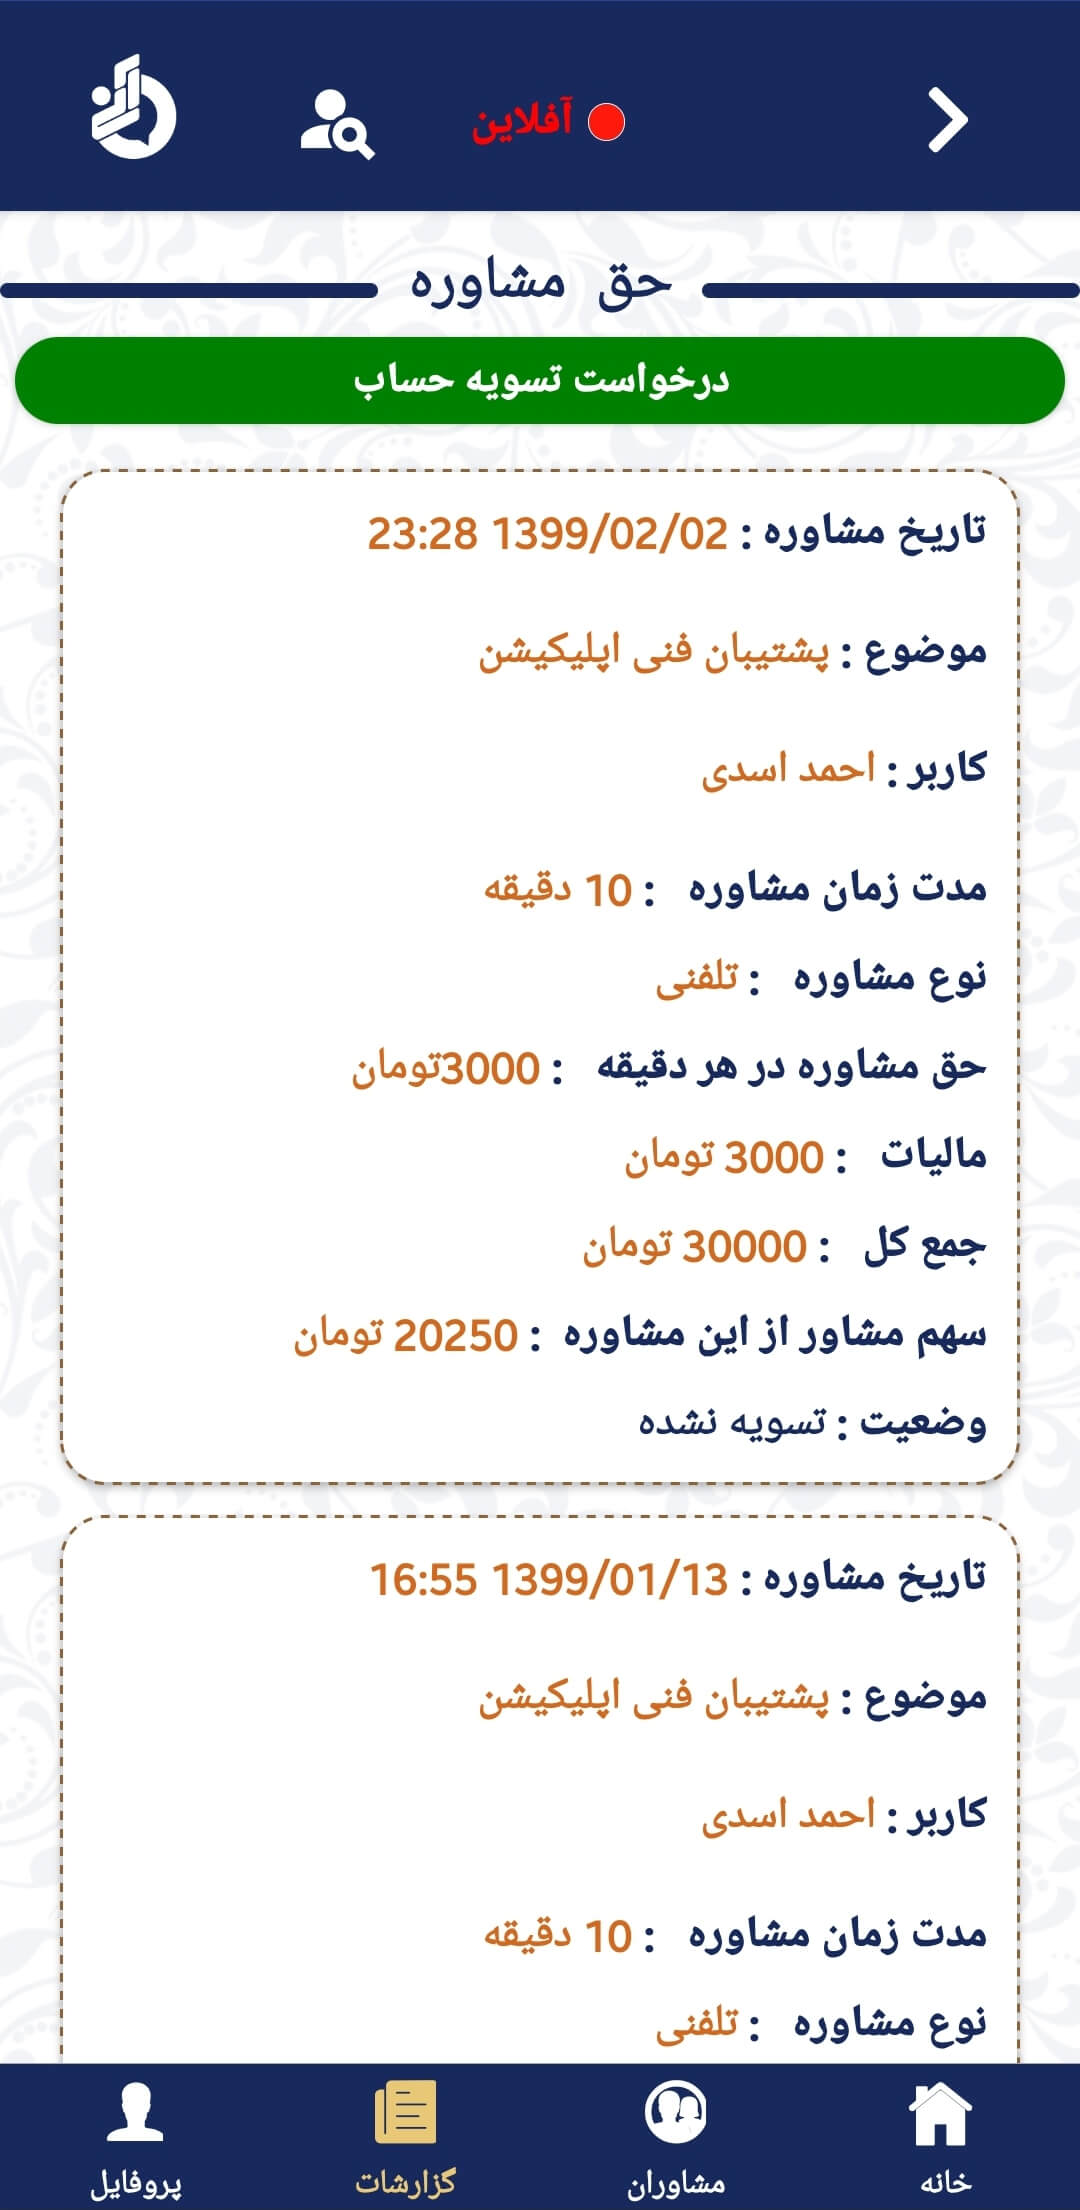 آفلاین
حق مشاوره
درخواست تسویه حساب
تاریخ مشاوره : 1399/02/02 23:28
موضوع : پشتیبان فنی اپلیکیشن
کاربر : احمد اسدی
مدت زمان مشاوره : 10 دقیقه
نوع مشاوره : تلفنی
حق مشاوره در هر دقیقه : 3000تومان
مالیات : 3000 تومان
جمع کل : 30000 تومان
سهم مشاور از این مشاوره : 20250 تومان
وضعیت : تسویه نشده
تاریخ مشاوره : 1399/01/13 16:55
موضوع : پشتیبان فنی اپلیکیشن
کاربر : احمد اسدی
مدت زمان مشاوره : 10 دقیقه
نوع مشاوره : تلفنی
خانه مشاوران گزارشات پروفایل